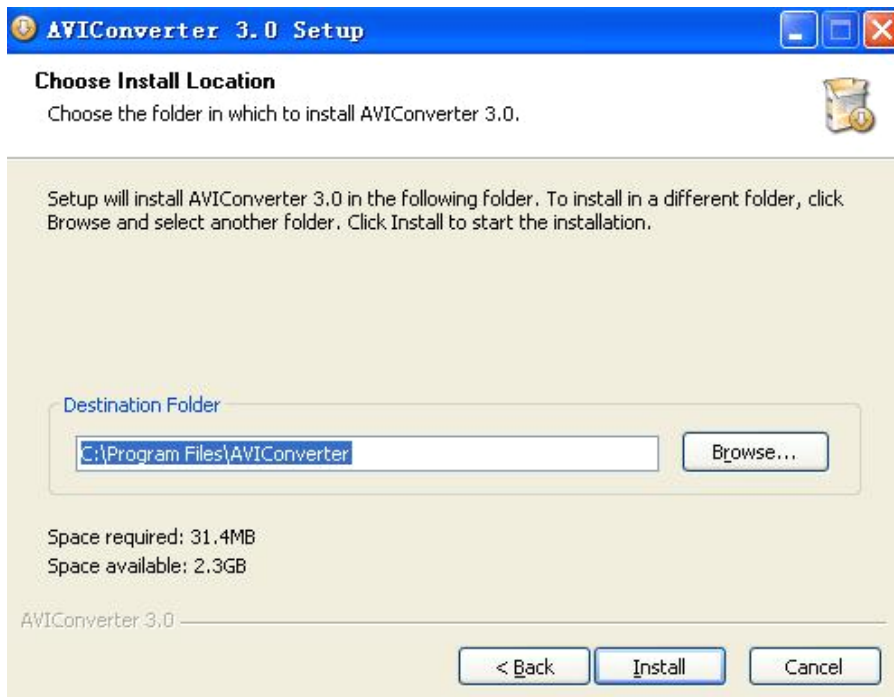 AVIConverter 3.0 Setup
Choose Install Location
Choose the folder in which to install AVIConverter 3.0.
Setup will install AVIConverter 3.0 in the following folder. To install in a different folder, click
Browse and select another folder. Click Install to start the installation.
Destination Folder
C:\Program Files\AVIConverter
Browse...
Space required: 31.4MB
Space available: 2.3GB
AVIConverter 3.0
< Back
Install
Cancel